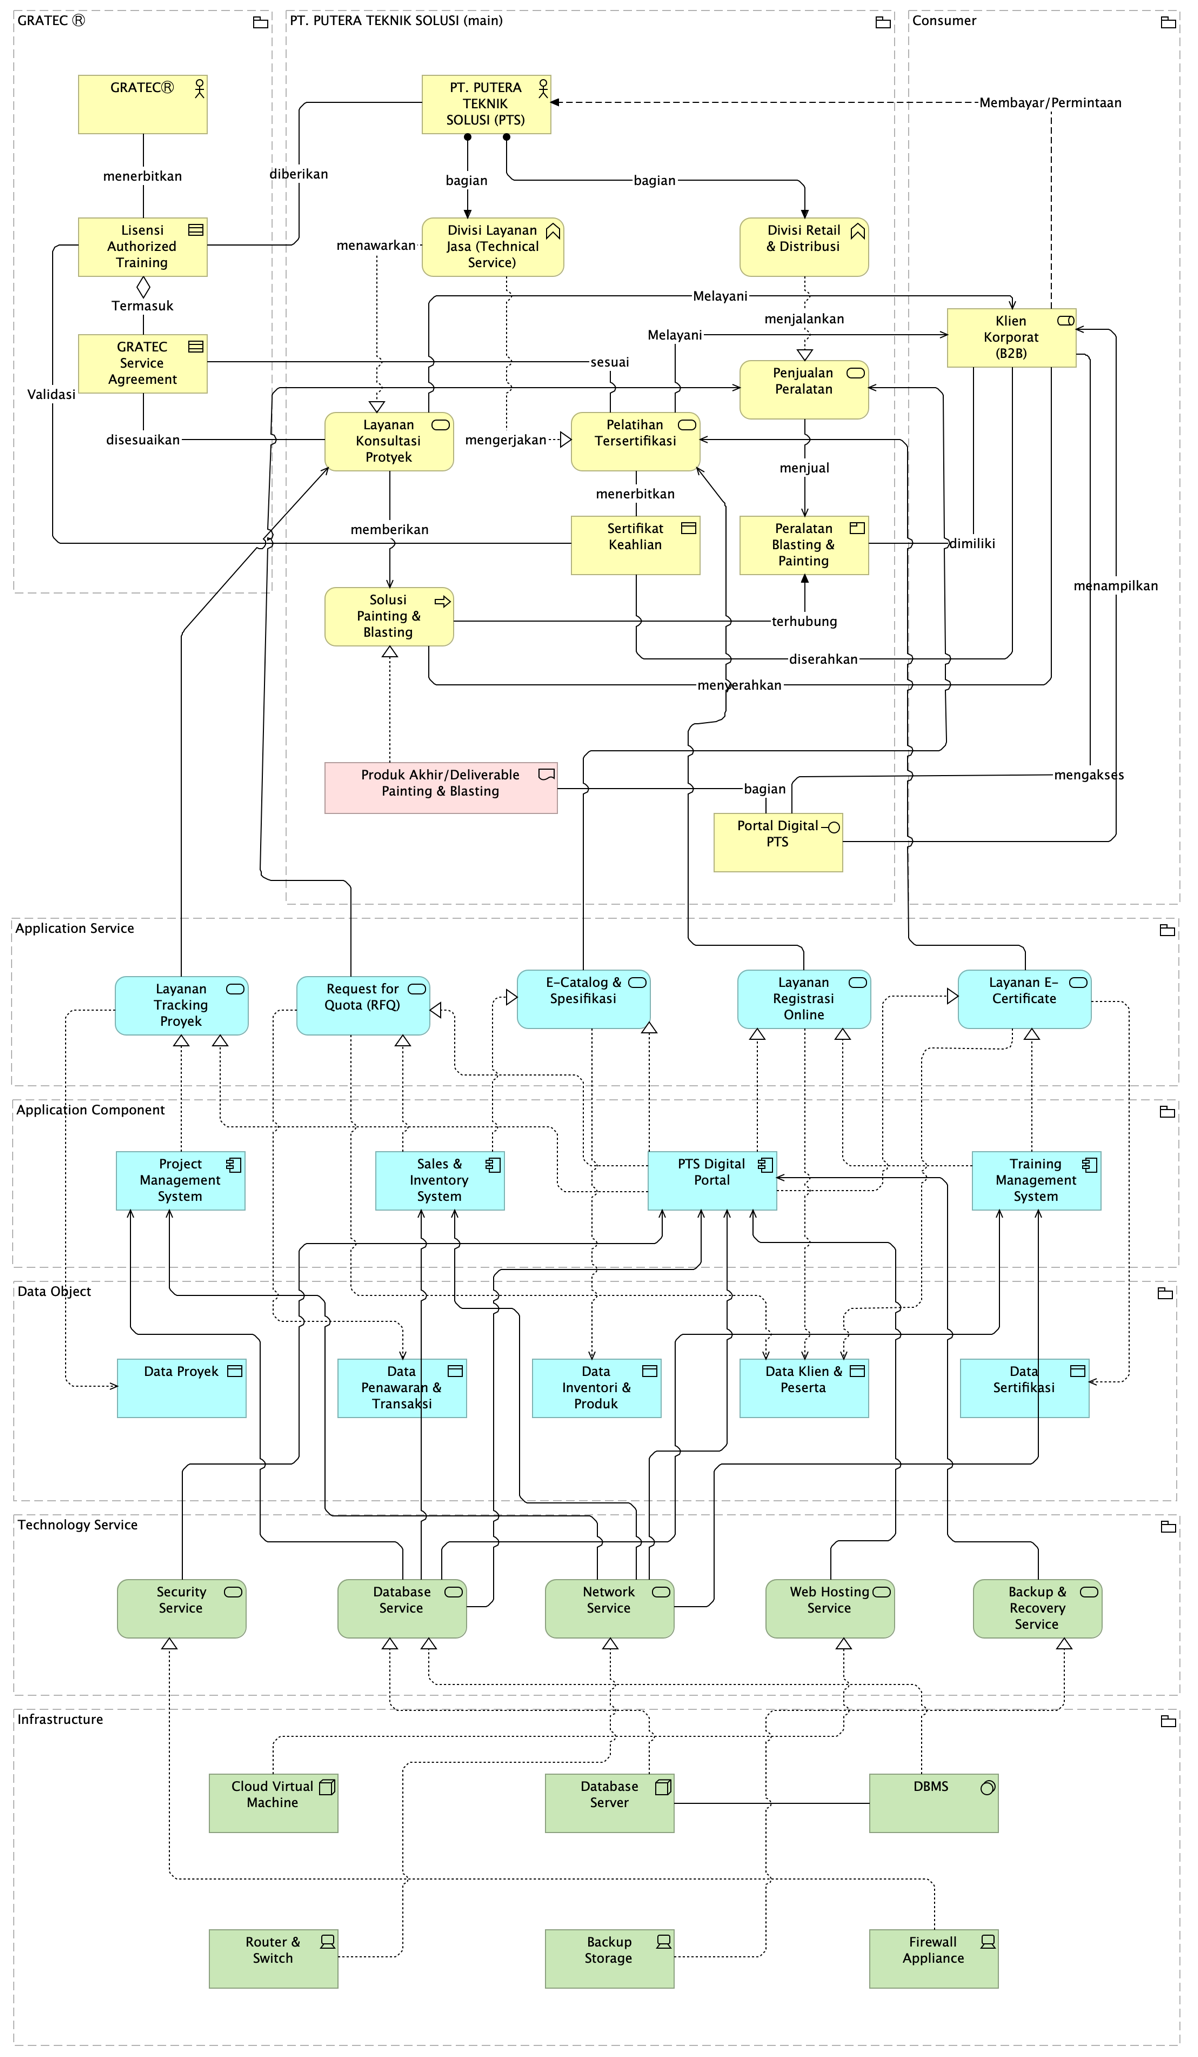 GRATEC Ⓡ
PT. PUTERA TEKNIK SOLUSI (main)
Consumer
GRATECⓇ
PT. PUTERA
TEKNIK
SOLUSI (PTS)
Membayar/Permintaan
menerbitkan
diberikan
bagian
bagian
Lisensi
Authorized
Training
menawarkan
Divisi Layanan
Jasa (Technical
Service)
Divisi Retail
& Distribusi
Termasuk
Melayani
menjalankan
Melayani
Klien
Korporat
(B2B)
GRATEC
Service
Agreement
sesuai
Penjualan
Peralatan
Validasi
disesuaikan
Layanan
Konsultasi
Protyek
mengerjakan
Pelatihan
Tersertifikasi
menjual
menerbitkan
memberikan
Sertifikat
Keahlian
Peralatan
Blasting &
Painting
dimiliki
menampilkan
Solusi
Painting &
Blasting
terhubung
diserahkan
menyerahkan
Produk Akhir/Deliverable
Painting & Blasting
bagian
mengakses
Portal Digital
PTS
Application Service
Layanan
Tracking
Proyek
Request for
Quota (RFQ)
E-Catalog &
Spesifikasi
Layanan
Registrasi
Online
Layanan E-
Certificate
Application Component
Project
Management
System
Sales &
Inventory
System
PTS Digital
Portal
Training
Management
System
Data Object
Data Proyek
Data
Penawaran &
Transaksi
Data
Inventori &
Produk
Data Klien &
Peserta
Data
Sertifikasi
Technology Service
Security
Service
Database
Service
Network
Service
Web Hosting
Service
Backup &
Recovery
Service
Infrastructure
Cloud Virtual
Machine
Database
Server
DBMS
Router &
Switch
Backup
Storage
Firewall
Appliance